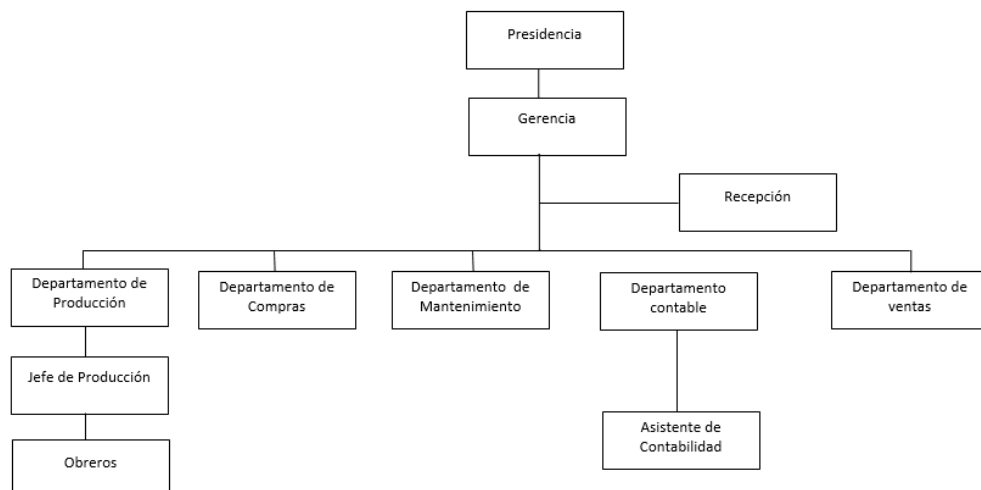 Presidencia
Gerencia
Recepción
Departamento de
Producción
Departamento de
Compras
Departamento de
Mantenimiento
Departamento
contable
Departamento de
ventas
Jefe de Producción
Asistente de
Contabilidad
Obreros